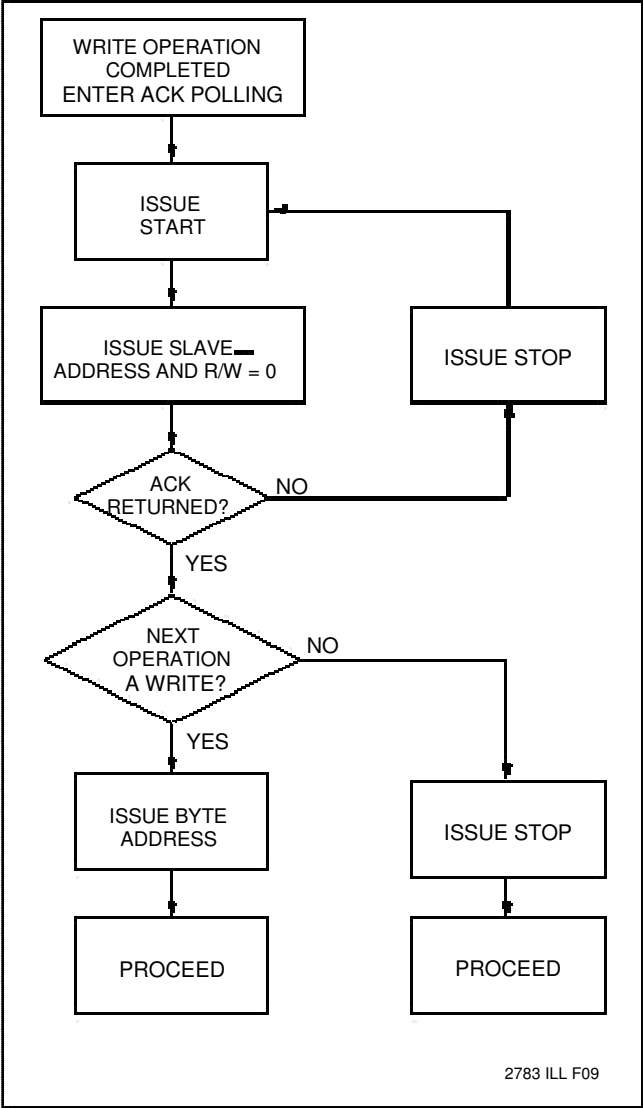 WRITE OPERATION
COMPLETED
ENTER ACK POLLING
ISSUE
START
ISSUE SLAVE
ADDRESS AND R/W = 0
ISSUE STOP
ACK
RETURNED?
NO
YES
NEXT
OPERATION
A WRITE?
NO
YES
ISSUE BYTE
ADDRESS
ISSUE STOP
PROCEED
PROCEED
2783 ILL F09